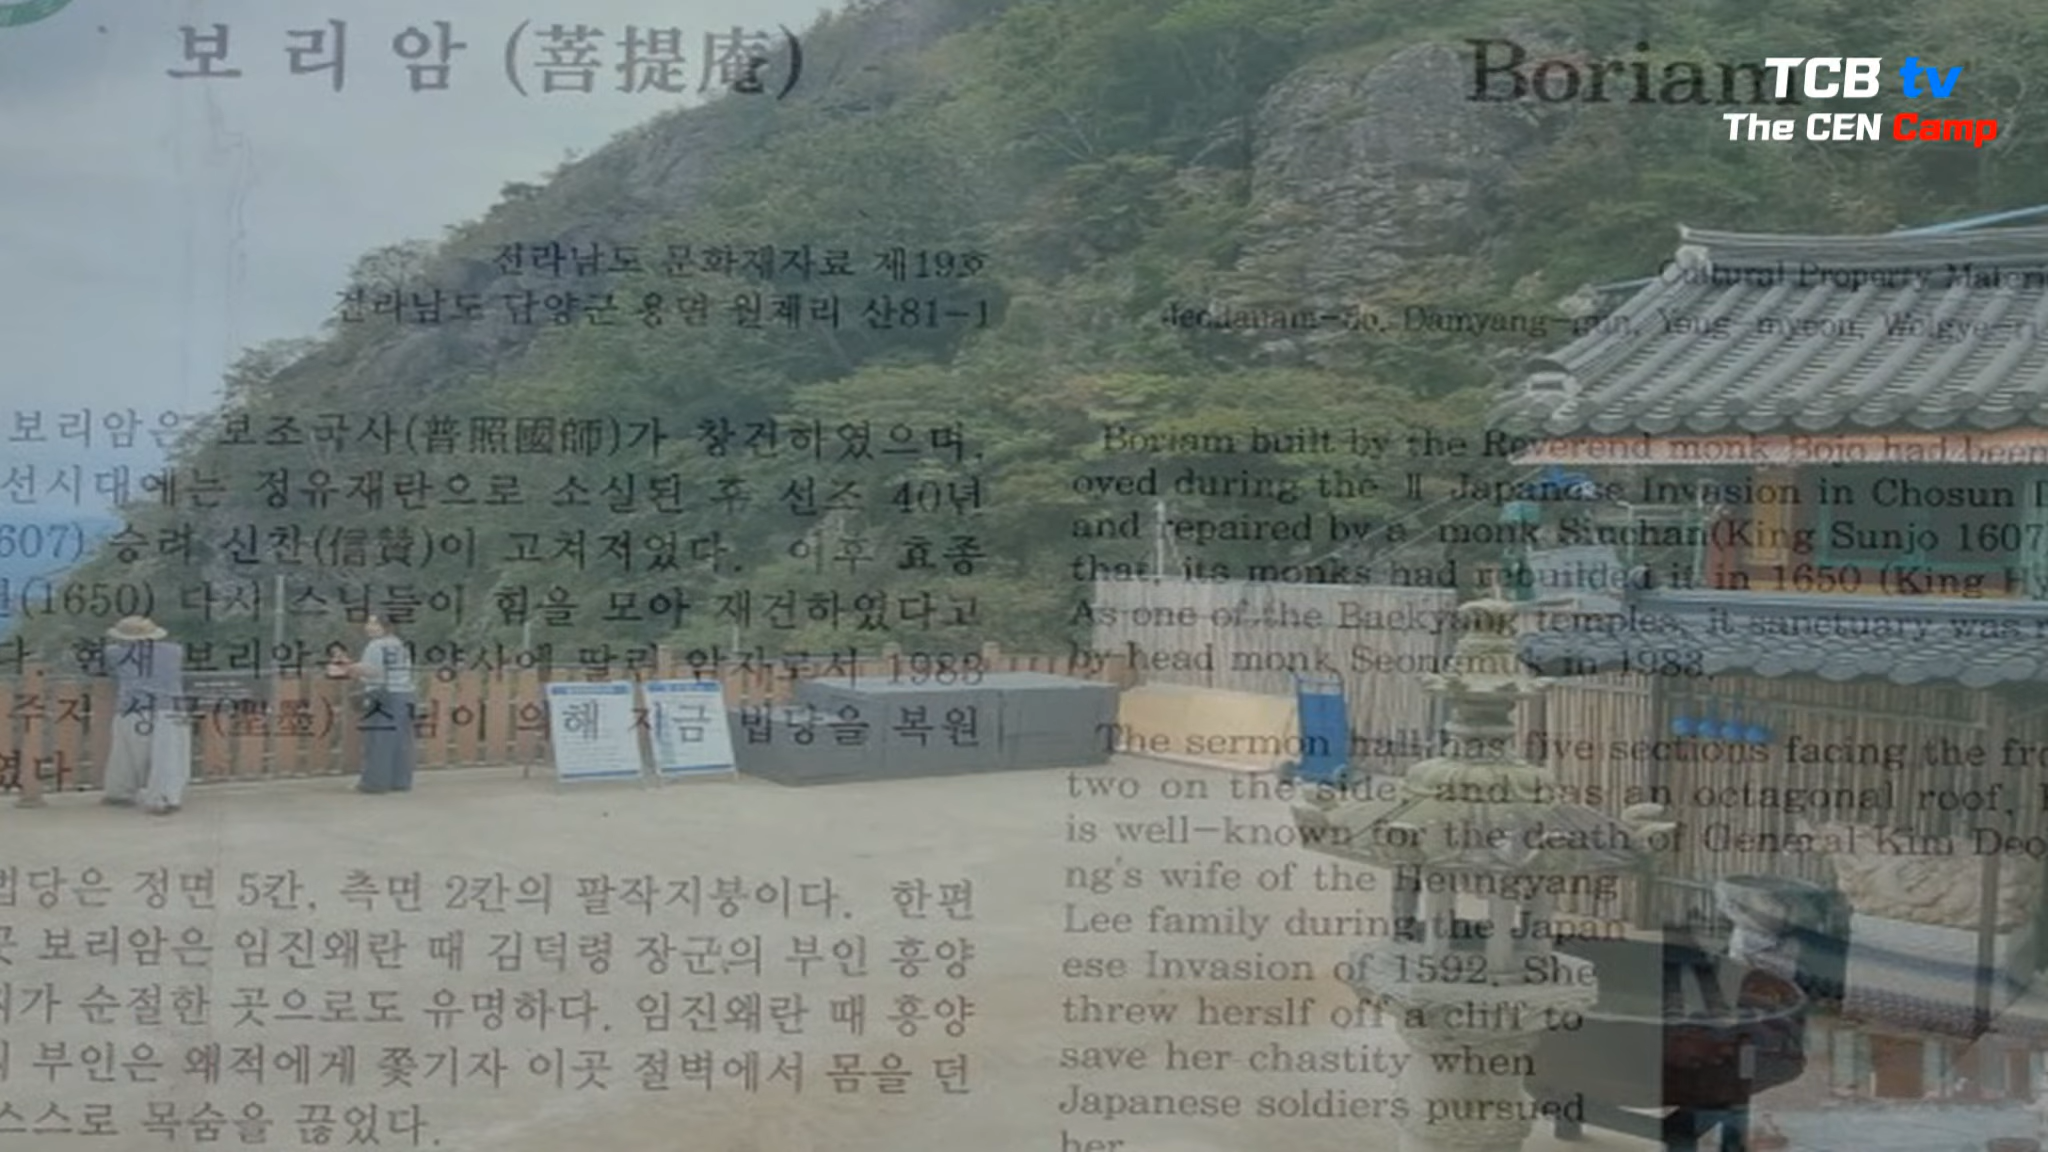 보리암 (菩提庵)
전라남도 문화재자료 제19호
전라남도 담양군 용면 월계리 산81-1
보리암은 보조국사(普照國師)가 창건하였으며,
선시대에는 정유재란으로 소실된 후 선조 40년
607) 승려 신찬(信贊)이 고쳐지었다. 이후 효종
(1650) 다시 스님들이 힘을 모아 재건하였다고
다. 현재 보리암은 백양사에 딸린 암자로서 1983
주지 성묵(聖墨) 스님이 의해 지금 법당을 복원
였다.
법당은 정면 5칸, 측면 2칸의 팔작지붕이다. 한편
곳 보리암은 임진왜란 때 김덕령 장군의 부인 흥양
가 순절한 곳으로도 유명하다. 임진왜란 때 흥양
부인은 왜적에게 쫓기자 이곳 절벽에서 몸을 던
스스로 목숨을 끊었다.
Boriam
Cultural Property Materi
Jeollanam-do, Damyang-gun, Yong-myeon, Wolgye-ri
Boriam built by the Reverend monk Bojo had been
oyed during the Ⅱ Japanese Invasion in Chosun D
and repaired by a monk Sinchan(King Sunjo 1607
that, its monks had rebuilded it in 1650 (King Hy
As one of the Baekyang temples, it sanctuary was
by head monk Seongmuk in 1983.
The sermon hall has five sections facing the fro
two on the side, and has an octagonal roof.
is well-known for the death of General Kim Deo
ng's wife of the Heungyang
Lee family during the Japan
ese Invasion of 1592. She
threw herslf off a cliff to
save her chastity when
Japanese soldiers pursued
her
TCB tv
The CEN Camp